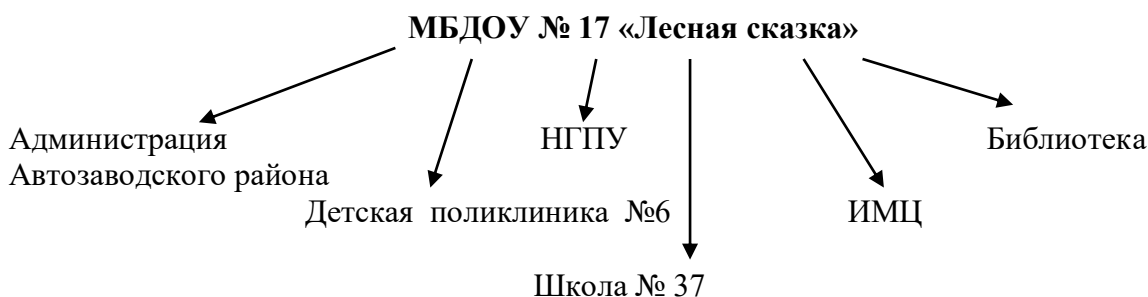 МБДОУ № 17 «Лесная сказка»
Администрация
Автозаводского района
НГПУ
Библиотека
Детская поликлиника №6
ИМЦ
Школа № 37